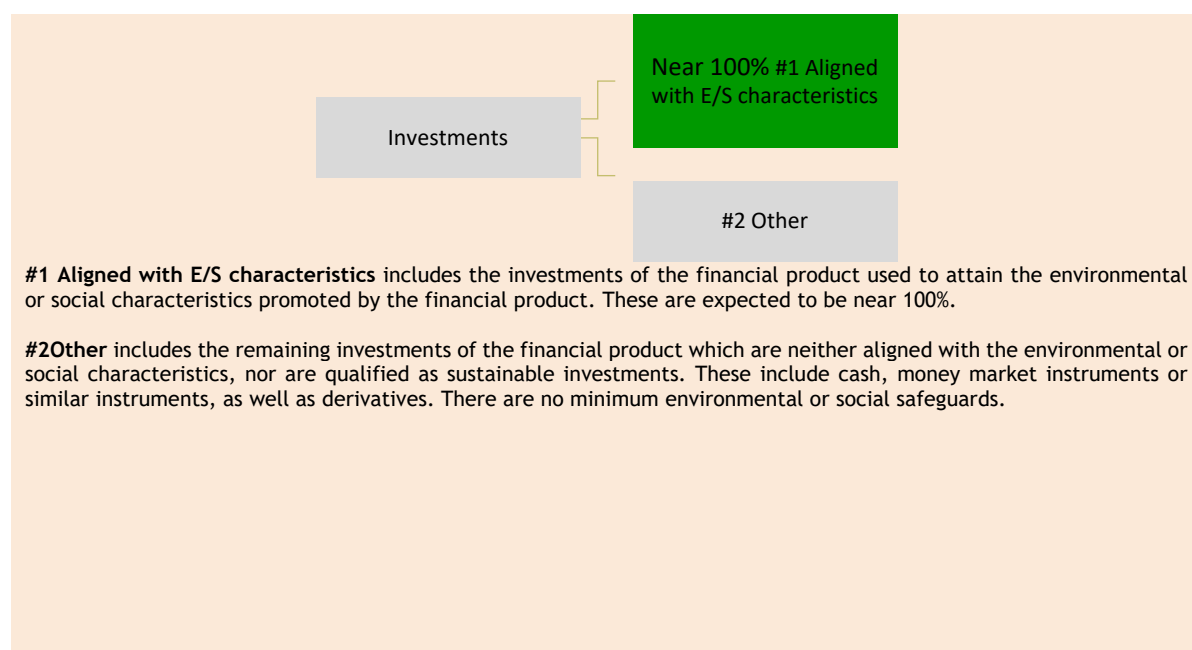 Near 100% #1 Aligned
with E/S characteristics
Investments
#2 Other
#1 Aligned with E/S characteristics includes the investments of the financial product used to attain the environmental
or social characteristics promoted by the financial product. These are expected to be near 100%.
#2Other includes the remaining investments of the financial product which are neither aligned with the environmental or
social characteristics, nor are qualified as sustainable investments. These include cash, money market instruments or
similar instruments, as well as derivatives. There are no minimum environmental or social safeguards.